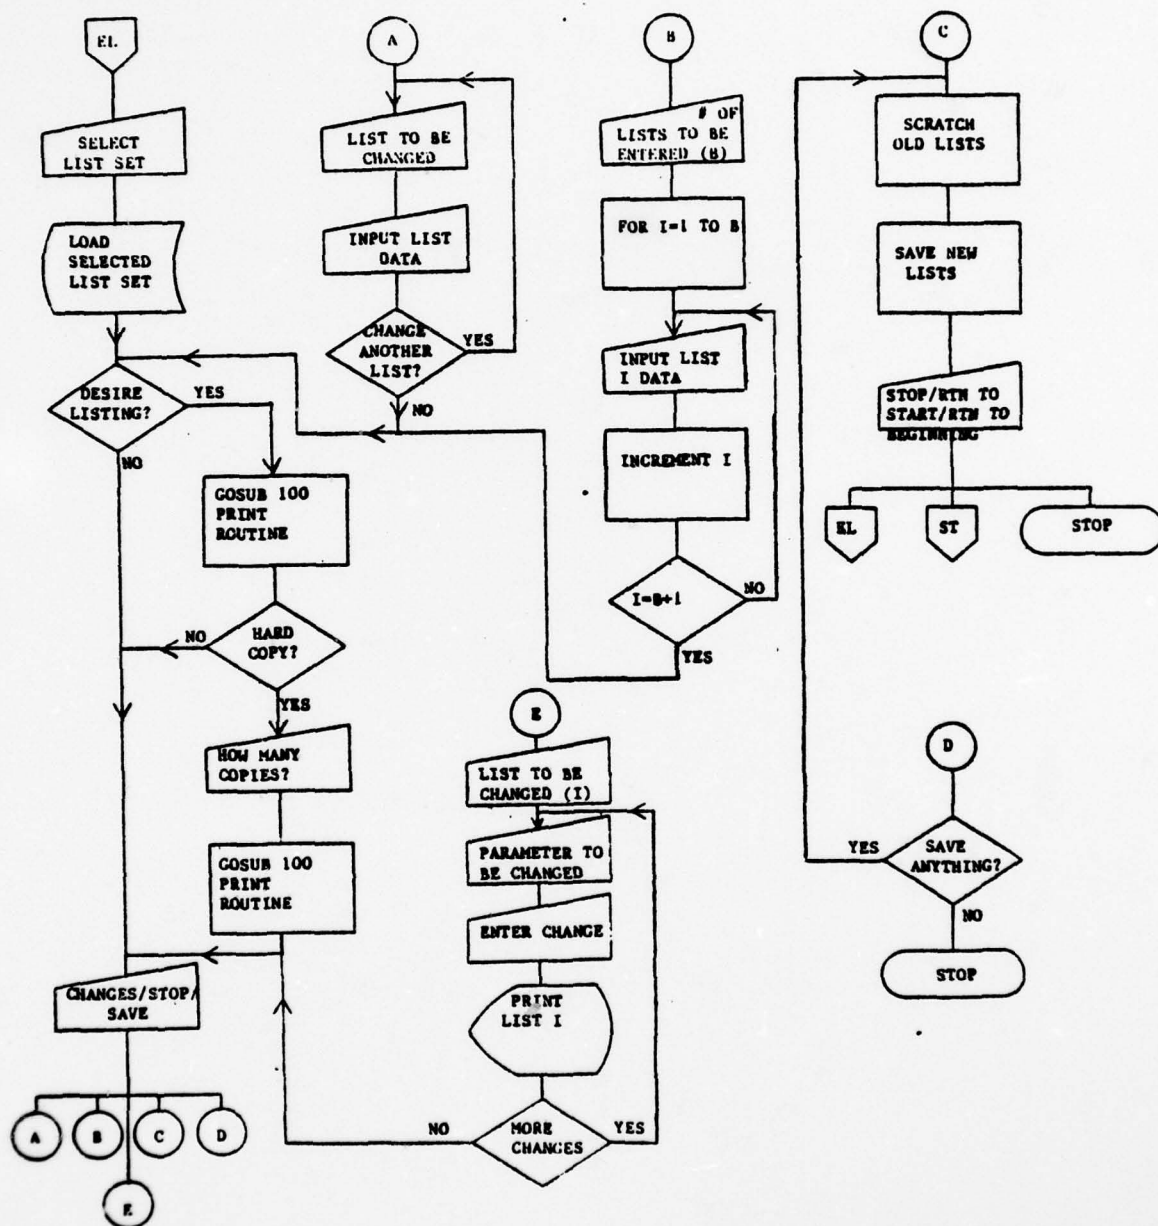 EL
SELECT
LIST SET
LOAD
SELECTED
LIST SET
DESIRE
LISTING?
YES
NO
GOSUB 100
PRINT
ROUTINE
HARD
COPY?
NO
YES
HOW MANY
COPIES?
GOSUB 100
PRINT
ROUTINE
CHANGES/STOP/
SAVE
A
B
C
D
E
A
LIST TO BE
CHANGED
INPUT LIST
DATA
CHANGE
ANOTHER
LIST?
YES
NO
B
# OF
LISTS TO BE
ENTERED (B)
FOR I=1 TO B
INPUT LIST
I DATA
INCREMENT I
I=B+1
NO
YES
E
LIST TO BE
CHANGED (I)
PARAMETER TO
BE CHANGED
ENTER CHANGE
PRINT
LIST I
MORE
CHANGES
NO
YES
C
SCRATCH
OLD LISTS
SAVE NEW
LISTS
STOP/RTN TO
START/RTN TO
BEGINNING
EL
ST
STOP
D
SAVE
ANYTHING?
YES
NO
STOP